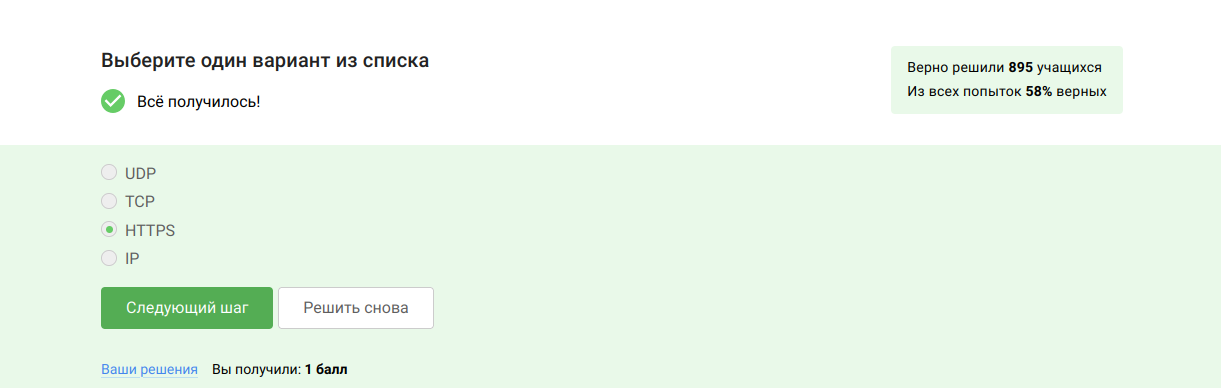 Выберите один вариант из списка
Всё получилось!
Верно решили 895 учащихся
Из всех попыток 58% верных
UDP
TCP
HTTPS
IP
Следующий шаг
Решить снова
Ваши решения
Вы получили: 1 балл